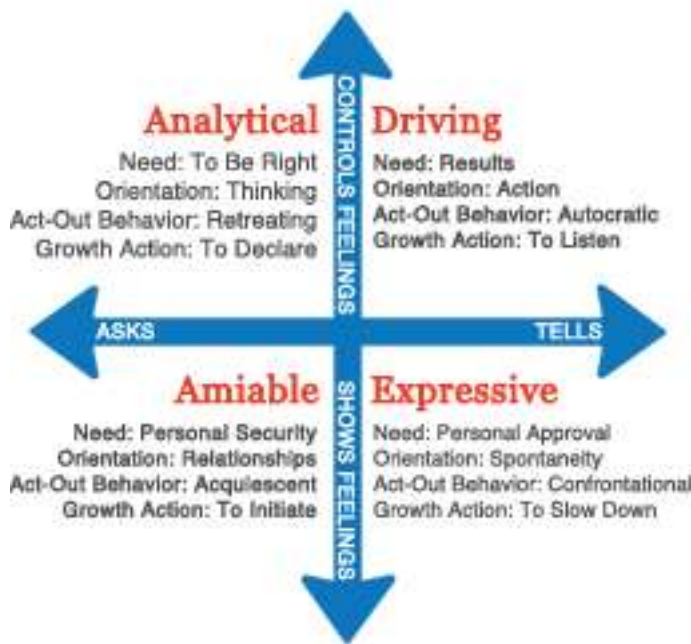 CONTROLS FEELINGS
Analytical
Need: To Be Right
Orientation: Thinking
Act-Out Behavior: Retreating
Growth Action: To Declare
Driving
Need: Results
Orientation: Action
Act-Out Behavior: Autocratic
Growth Action: To Listen
ASKS
TELLS
Amiable
Need: Personal Security
Orientation: Relationships
Act-Out Behavior: Acquiescent
Growth Action: To Initiate
Expressive
Need: Personal Approval
Orientation: Spontaneity
Act-Out Behavior: Confrontational
Growth Action: To Slow Down
SHOWS FEELINGS